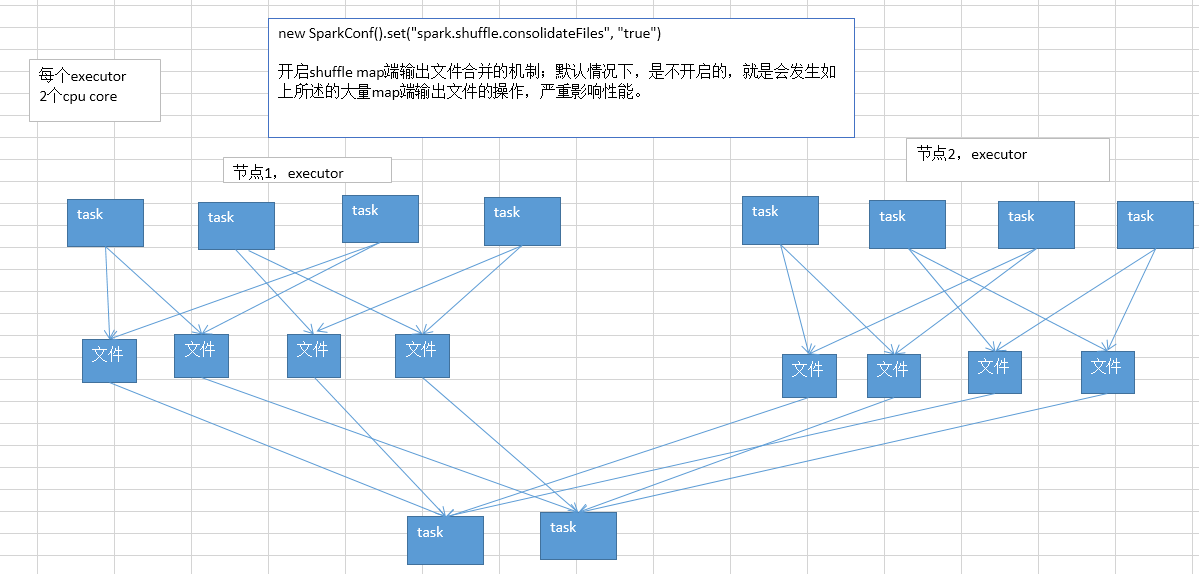 new SparkConf().set("spark.shuffle.consolidateFiles", "true")
开启shuffle map端输出文件合并的机制；默认情况下，是不开启的，就是会发生如
上所述的大量map端输出文件的操作，严重影响性能。
每个executor
2个cpu core
节点1，executor
节点2，executor
task
task
task
task
task
task
task
task
文件
文件
文件
文件
文件
文件
文件
文件
task
task